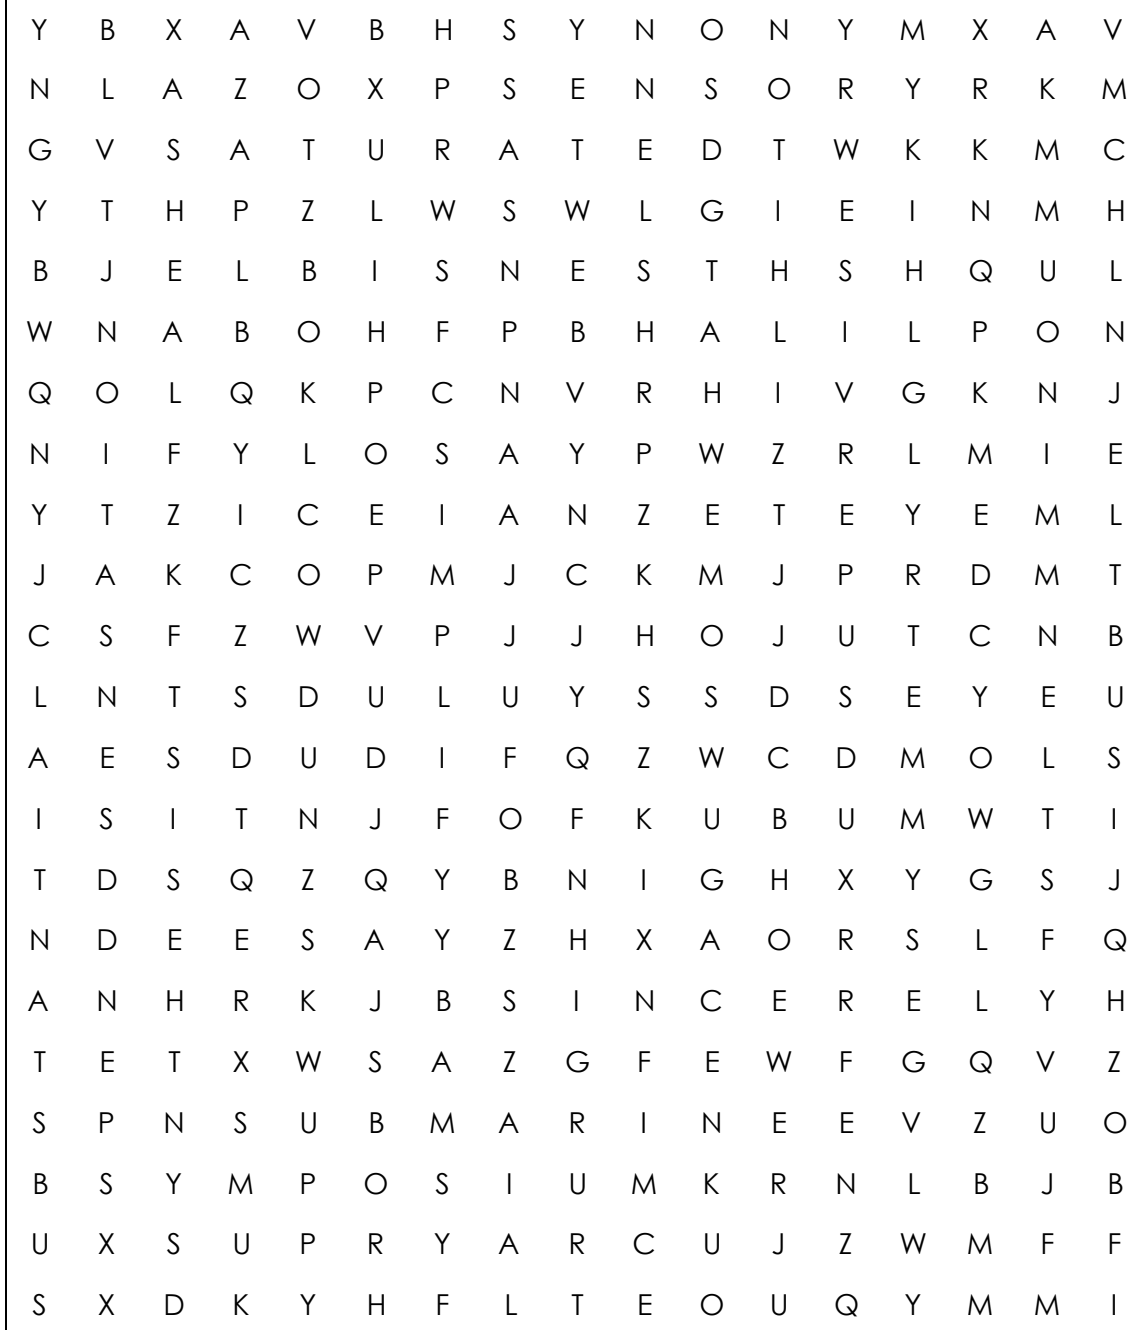 Y B X A V B H S Y N O N Y M X A V
N L A Z O X P S E N S O R Y R K M
G V S A T U R A T E D T W K K M C
Y T H P Z L W S W L G I E I N M H
B J E L B I S N E S T H S H Q U L
W N A B O H F P B H A L I L P O N
Q O L Q K P C N V R H I V G K N J
N I F Y L O S A Y P W Z R L M I E
Y T Z I C E I A N Z E T E Y E M L
J A K C O P M J C K M J P R D M T
C S F Z W V P J J H O J U T C N B
L N T S D U L U Y S S D S E Y E U
A E S D U D I F Q Z W C D M O L S
I S I T N J F O F K U B U M W T I
T D S Q Z Q Y B N I G H X Y G S J
N D E E S A Y Z H X A O R S L F Q
A N H R K J B S I N C E R E L Y H
T E T X W S A Z G F E W F G Q V Z
S P N S U B M A R I N E E V Z U O
B S Y M P O S I U M K R N L B J B
U X S U P R Y A R C U J Z W M F F
S X D K Y H F L T E O U Q Y M M I